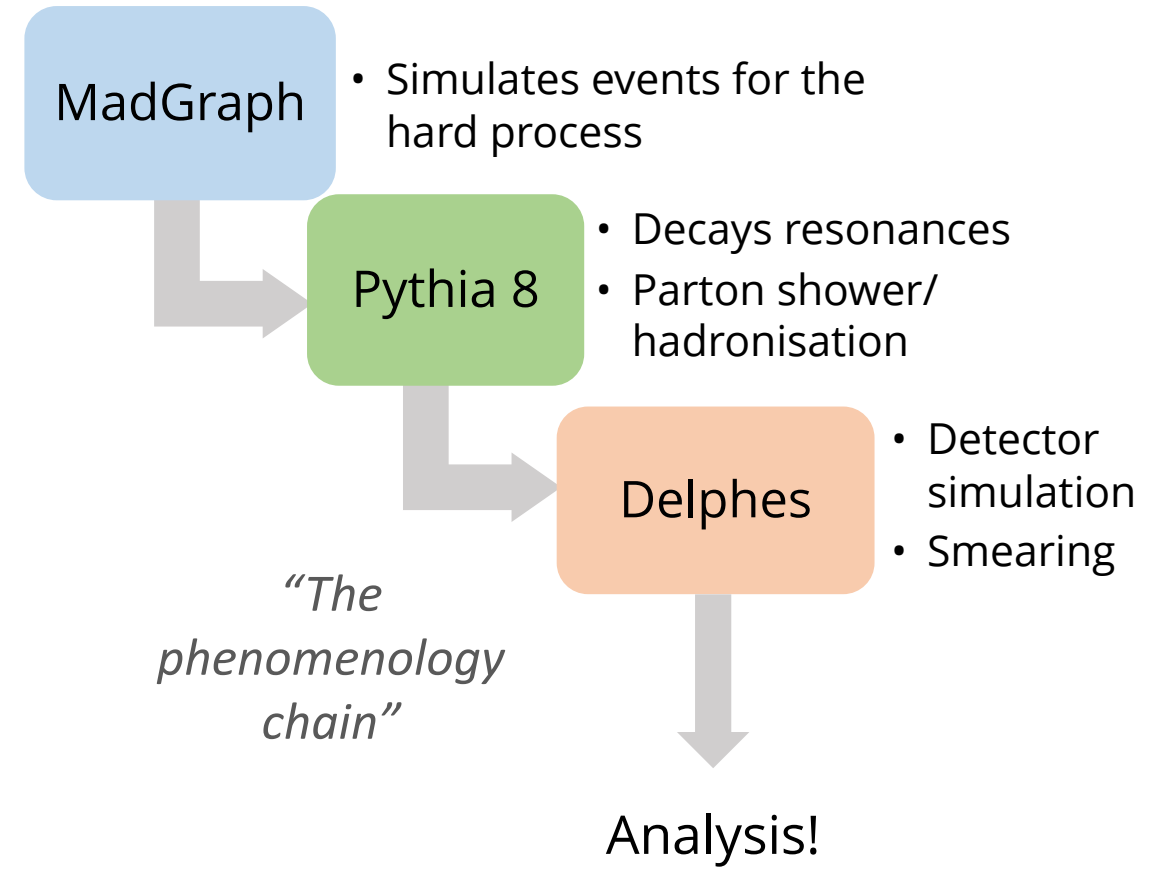 MadGraph
• Simulates events for the
hard process
Pythia 8
• Decays resonances
• Parton shower/
hadronisation
Delphes
• Detector
simulation
• Smearing
“The
phenomenology
chain”
Analysis!